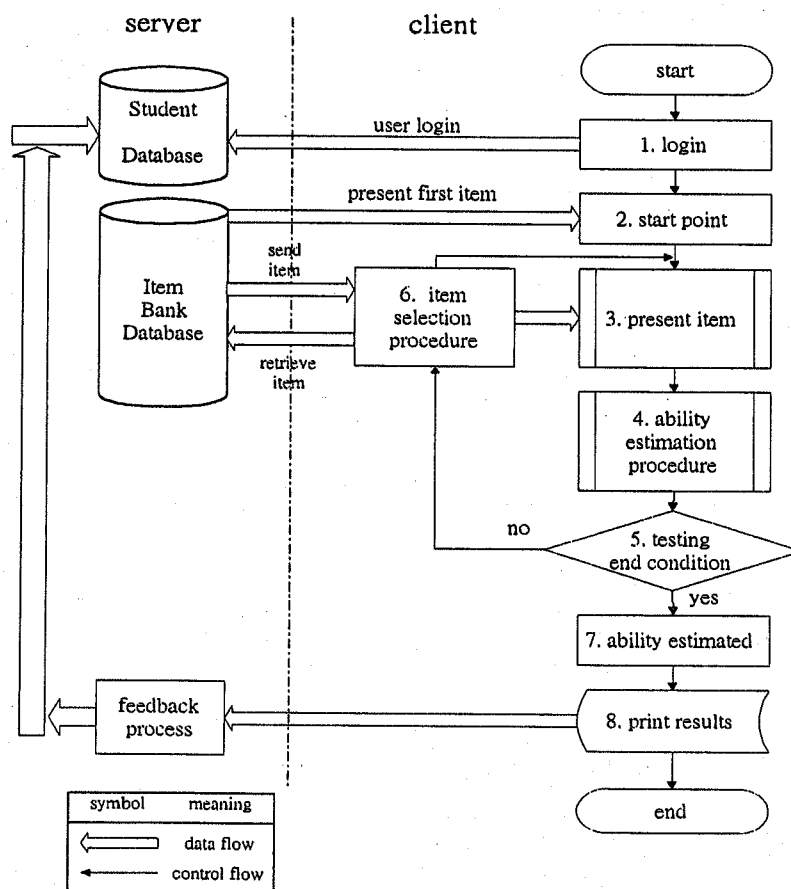 server
client
start
Student
Database
user login
1. login
present first item
2. start point
send
item
Item
Bank
Database
6. item
selection
procedure
3. present item
retrieve
item
4. ability
estimation
procedure
no
5. testing
end condition
yes
7. ability estimated
feedback
process
8. print results
symbol meaning
data flow
control flow
end